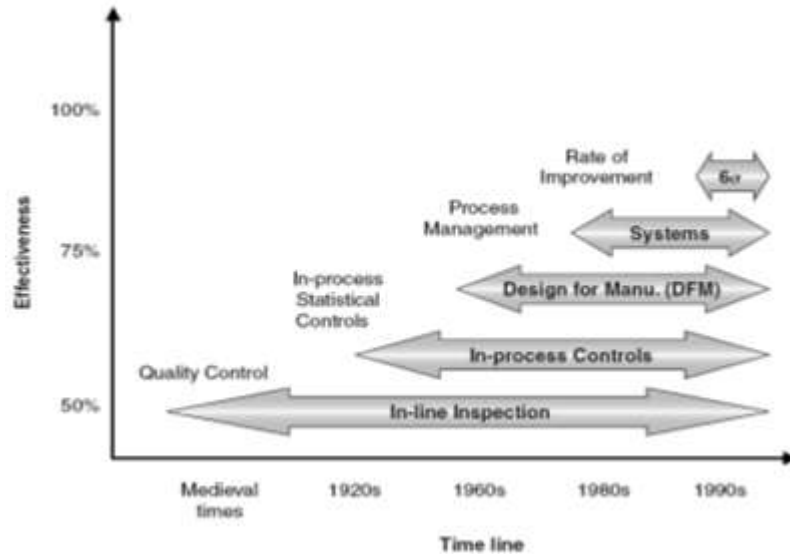 Effectiveness
100%
75%
50%
Rate of
Improvement
6σ
Process
Management
Systems
In-process
Statistical
Controls
Design for Manu. (DFM)
In-process Controls
Quality Control
In-line Inspection
Medieval
times
1920s
1960s
1980s
1990s
Time line